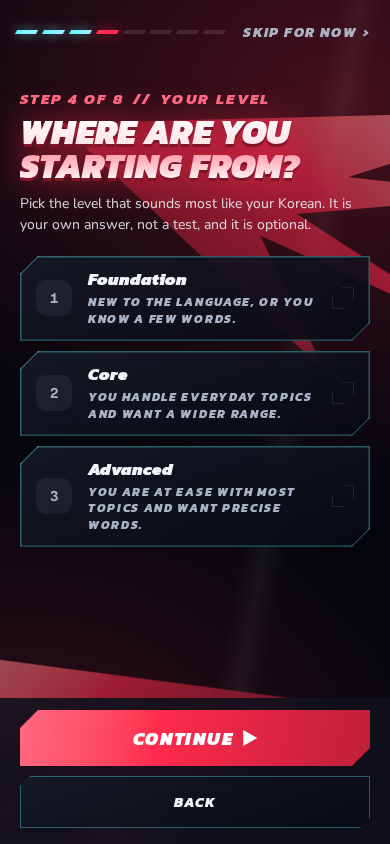 SKIP FOR NOW >
STEP 4 OF 8 // YOUR LEVEL
WHERE ARE YOU
STARTING FROM?
Pick the level that sounds most like your Korean. It is
your own answer, not a test, and it is optional.
1
Foundation
NEW TO THE LANGUAGE, OR YOU
KNOW A FEW WORDS.
2
Core
YOU HANDLE EVERYDAY TOPICS
AND WANT A WIDER RANGE.
3
Advanced
YOU ARE AT EASE WITH MOST
TOPICS AND WANT PRECISE
WORDS.
CONTINUE ▶
BACK